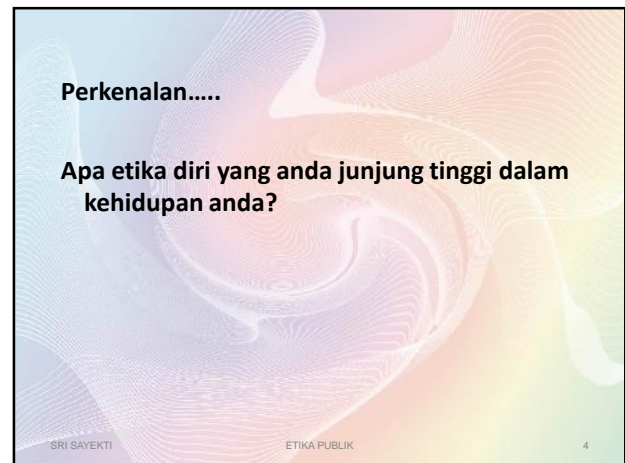 Perkenalan…..
Apa etika diri yang anda junjung tinggi dalam
kehidupan anda?
SRI SAYEKTI ETIKA PUBLIK 4